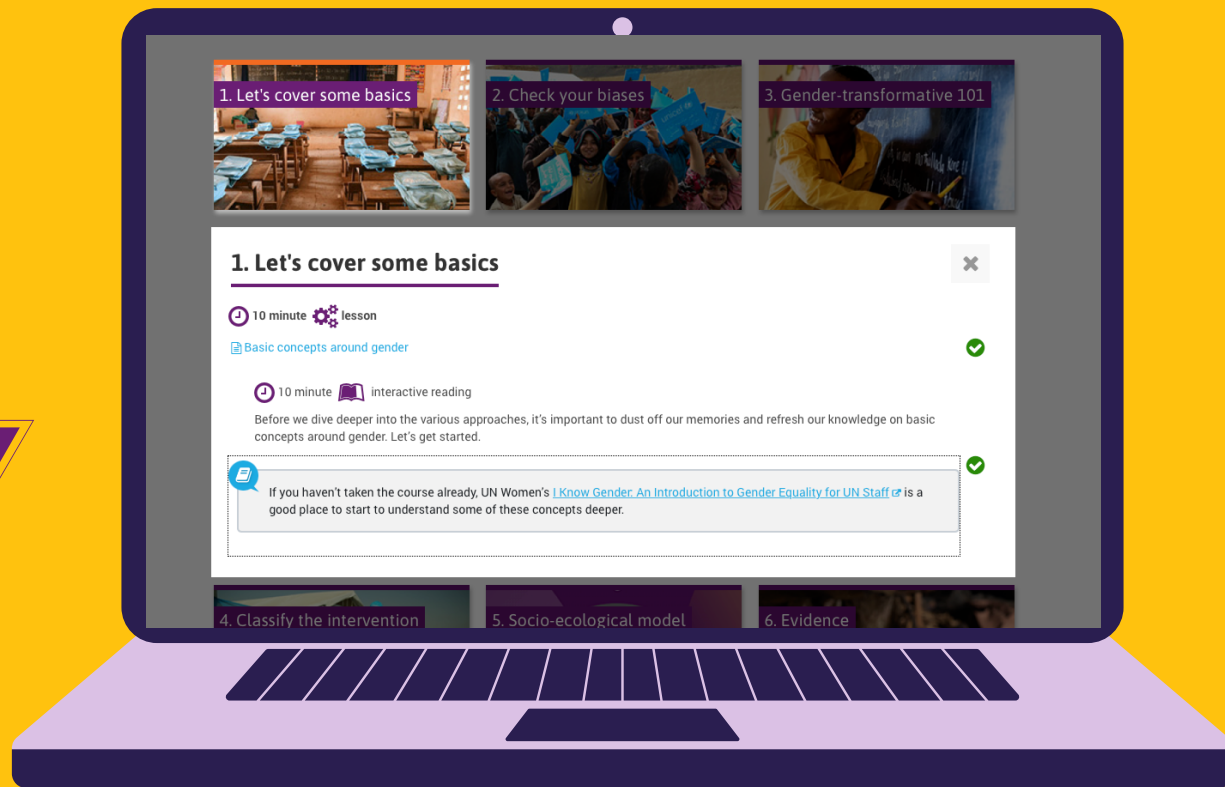 1. Let's cover some basics
2. Check your biases
3. Gender-transformative 101
unicef
1. Let's cover some basics
10 minute lesson
Basic concepts around gender
10 minute interactive reading
Before we dive deeper into the various approaches, it's important to dust off our memories and refresh our knowledge on basic
concepts around gender. Let's get started.
If you haven't taken the course already, UN Women's I Know Gender: An Introduction to Gender Equality for UN Staff is a
good place to start to understand some of these concepts deeper.
4. Classify the intervention
5. Socio-ecological model
6. Evidence